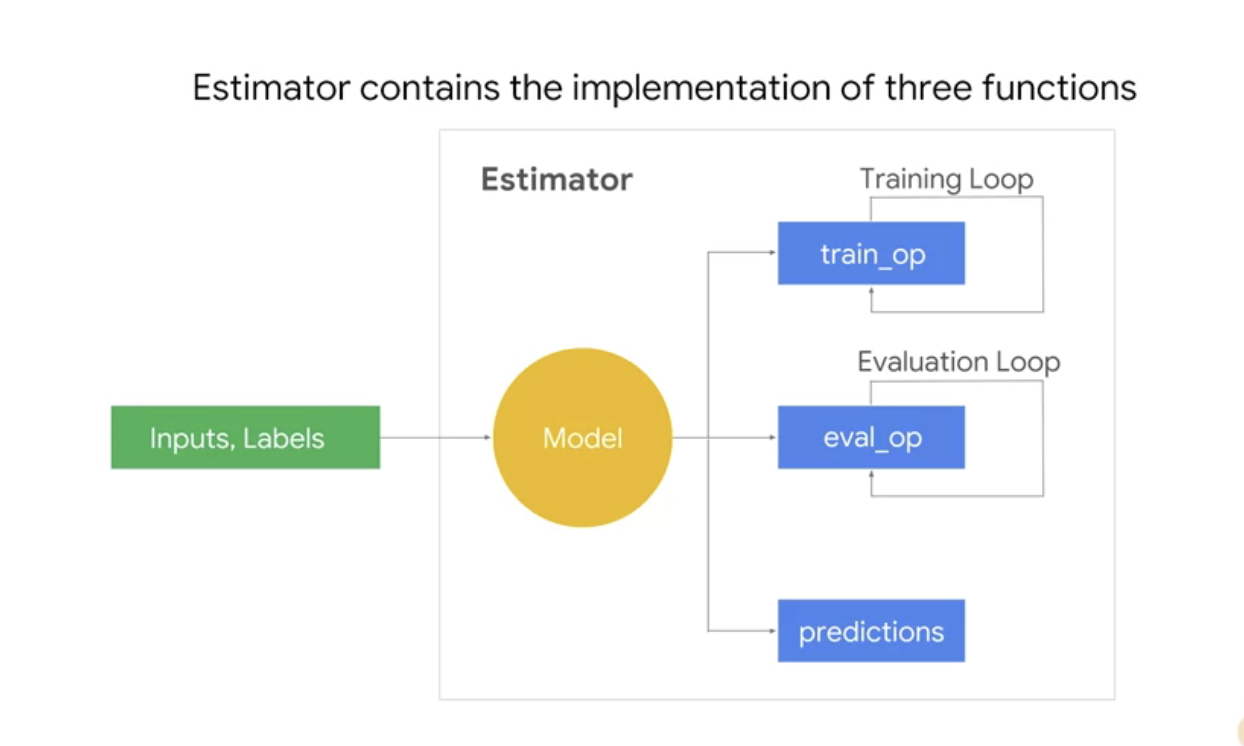 Estimator contains the implementation of three functions
Estimator
Training Loop
train_op
Evaluation Loop
Inputs, Labels
Model
eval_op
predictions